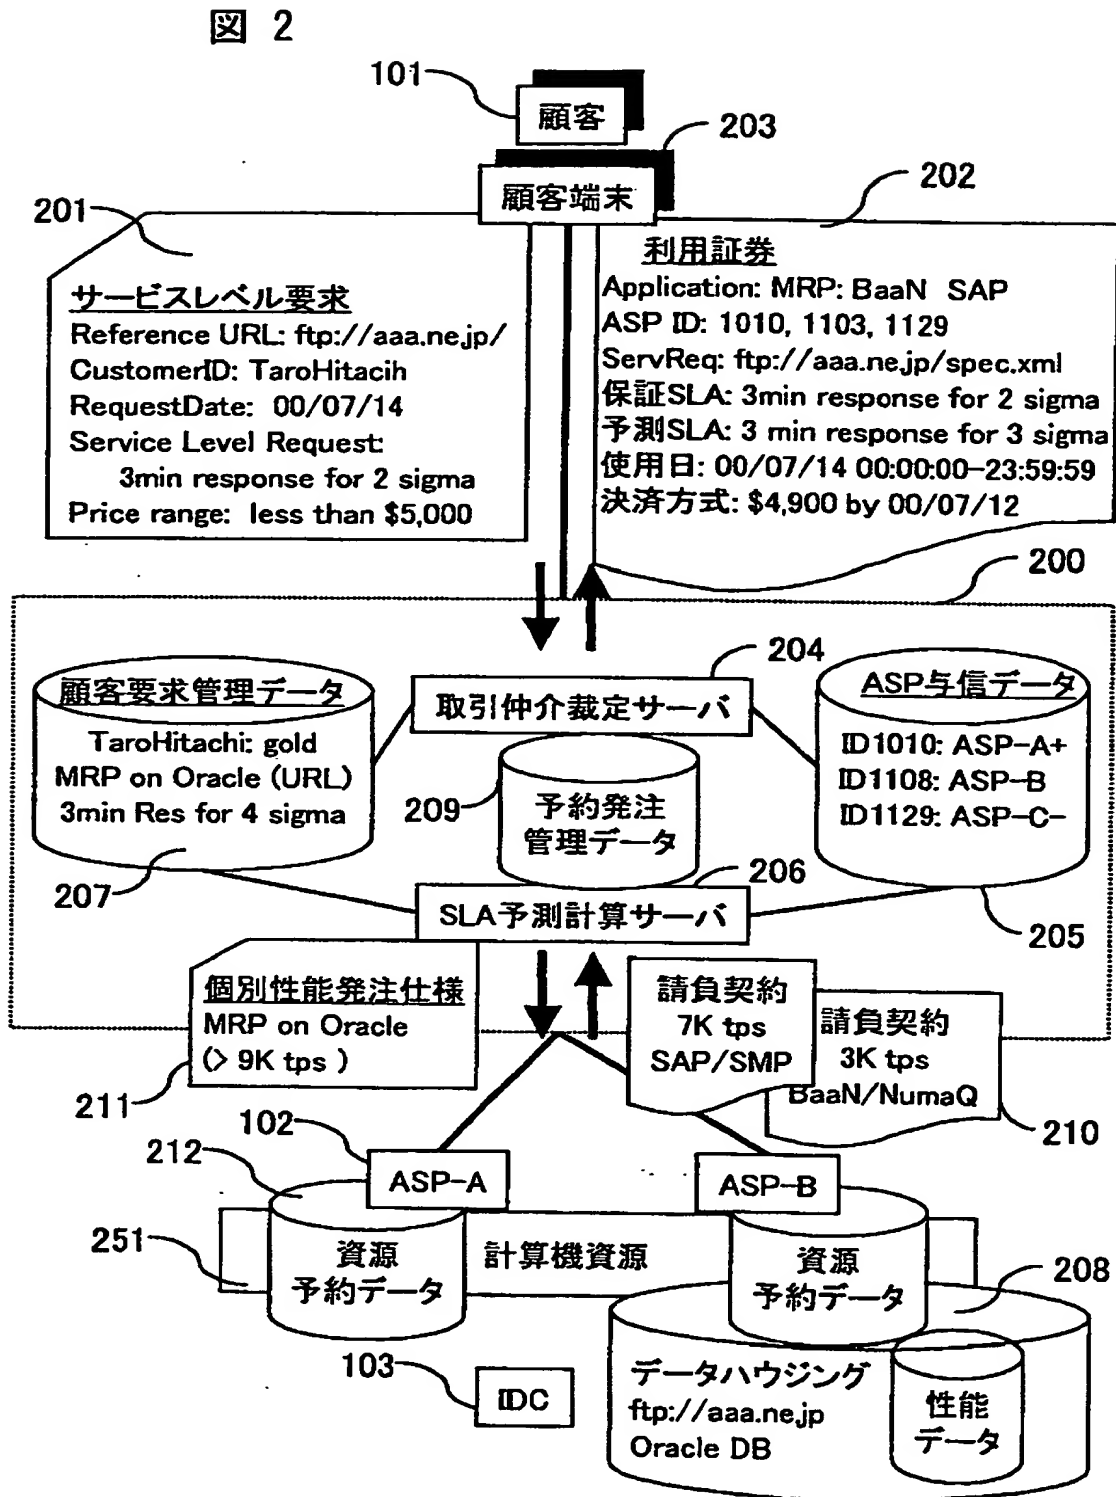 図 2
101
顧客
203
顧客端末
202
201
サービスレベル要求
Reference URL: ftp://aaa.ne.jp/
CustomerID: TaroHitacih
RequestDate: 00/07/14
Service Level Request:
3min response for 2 sigma
Price range: less than $5,000
利用証券
Application: MRP: BaaN SAP
ASP ID: 1010, 1103, 1129
ServReq: ftp://aaa.ne.jp/spec.xml
保証SLA: 3min response for 2 sigma
予測SLA: 3 min response for 3 sigma
使用日: 00/07/14 00:00:00-23:59:59
決済方式: $4,900 by 00/07/12
200
204
顧客要求管理データ
TaroHitachi: gold
MRP on Oracle (URL)
3min Res for 4 sigma
207
取引仲介裁定サーバ
209
予約発注
管理データ
206
SLA予測計算サーバ
ASP与信データ
ID1010: ASP-A+
ID1108: ASP-B
ID1129: ASP-C-
205
個別性能発注仕様
MRP on Oracle
(> 9K tps )
211
請負契約
7K tps
SAP/SMP
請負契約
3K tps
BaaN/NumaQ
210
102
212
ASP-A
ASP-B
251
資源
予約データ
計算機資源
資源
予約データ
208
103
IDC
データハウジング
ftp://aaa.ne.jp
Oracle DB
性能
データ